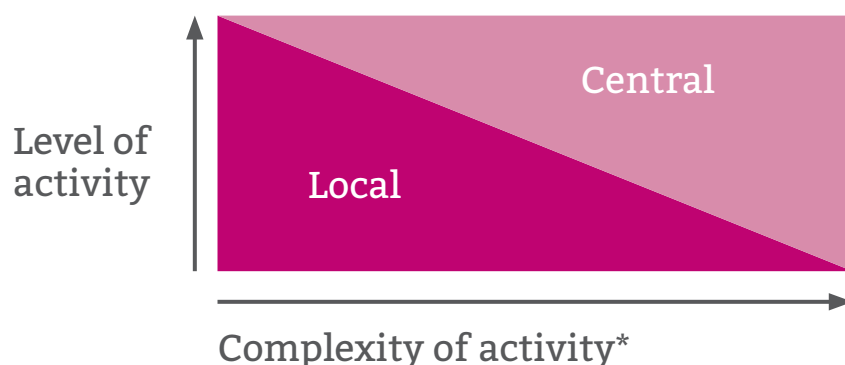 Central
Level of
activity
Local
Complexity of activity*